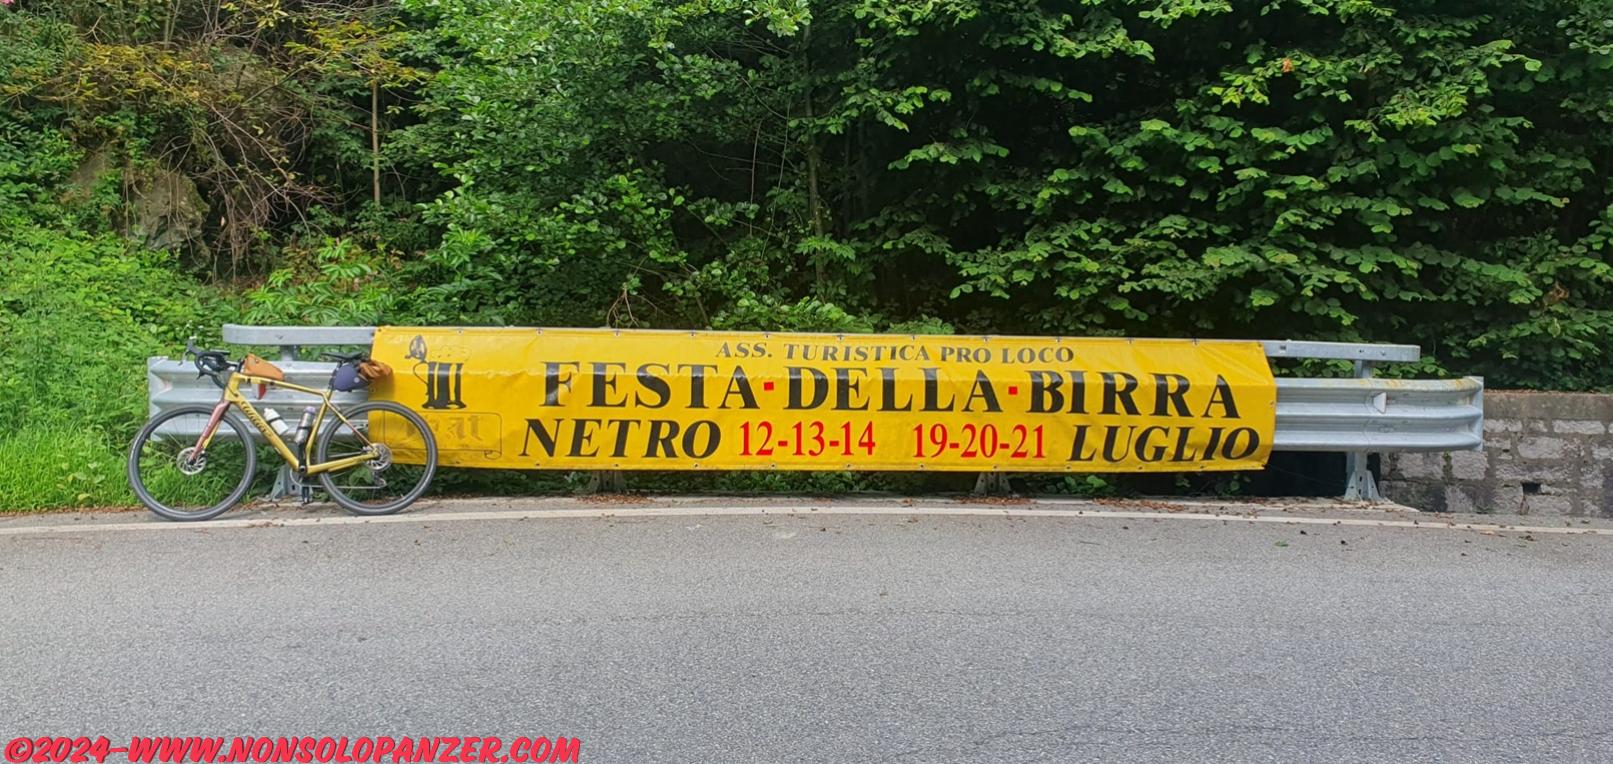 ASS. TURISTICA PRO LOCO
FESTA·DELLA·BIRRA
NETRO 12-13-14 19-20-21 LUGLIO
Wilier
©2024-WWW.NONSOLOPANZER.COM